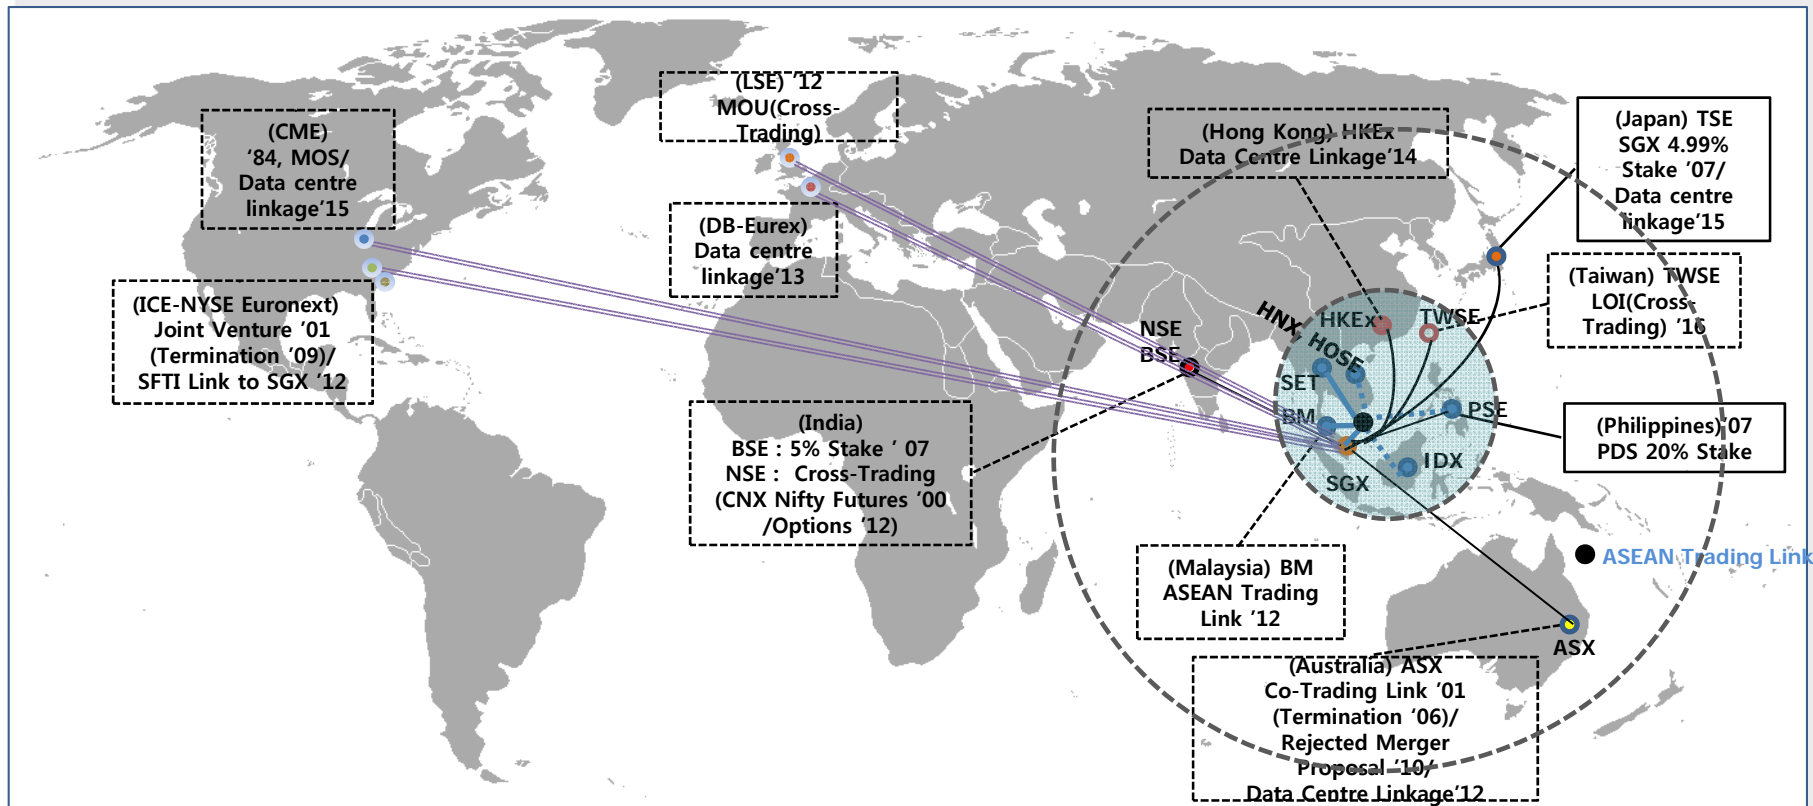 (LSE) ’12
MOU(Cross-
Trading)
(CME)
‘84, MOS/
Data centre
linkage’15
(Hong Kong) HKEx
Data Centre Linkage’14
(Japan) TSE
SGX 4.99%
Stake ’07/
Data centre
linkage’15
(DB-Eurex)
Data centre
linkage’13
(Taiwan) TWSE
LOI(Cross-
Trading) ’16
(ICE-NYSE Euronext)
Joint Venture ’01
(Termination ’09)/
SFTI Link to SGX ’12
NSE
BSE
HNX
HOSE
HKEx
TWSE
SET
BM
PSE
IDX
SGX
(India)
BSE : 5% Stake ’ 07
NSE : Cross-Trading
(CNX Nifty Futures ’00
/Options ’12)
(Philippines) 07
PDS 20% Stake
(Malaysia) BM
ASEAN Trading
Link ’12
ASEAN Trading Link
ASX
(Australia) ASX
Co-Trading Link ’01
(Termination ‘06)/
Rejected Merger
Proposal ’10/
Data Centre Linkage’12